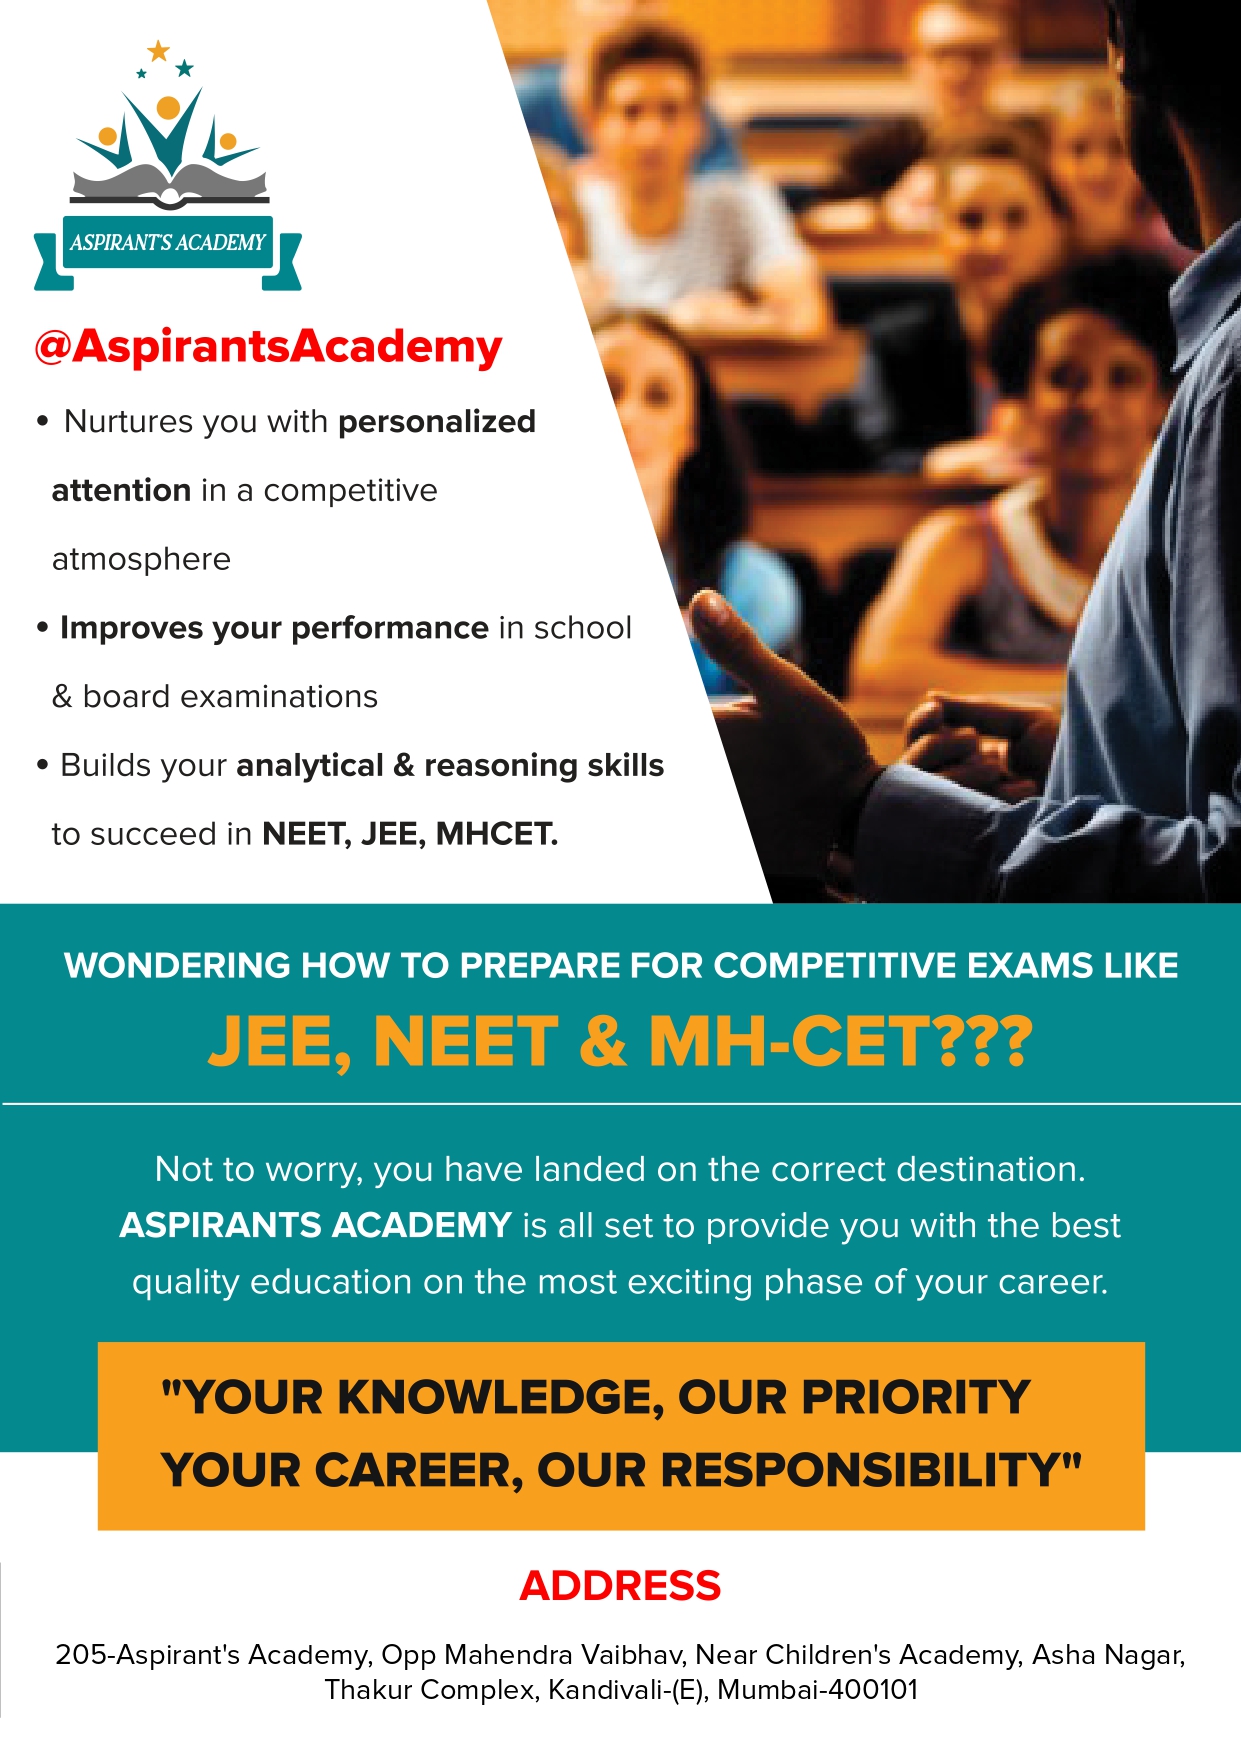 ASPIRANT'S ACADEMY
@AspirantsAcademy
• Nurtures you with personalized
attention in a competitive
atmosphere
• Improves your performance in school
& board examinations
• Builds your analytical & reasoning skills
to succeed in NEET, JEE, MHCET.
WONDERING HOW TO PREPARE FOR COMPETITIVE EXAMS LIKE
JEE, NEET & MH-CET???
Not to worry, you have landed on the correct destination.
ASPIRANTS ACADEMY is all set to provide you with the best
quality education on the most exciting phase of your career.
"YOUR KNOWLEDGE, OUR PRIORITY
YOUR CAREER, OUR RESPONSIBILITY"
ADDRESS
205-Aspirant's Academy, Opp Mahendra Vaibhav, Near Children's Academy, Asha Nagar,
Thakur Complex, Kandivali-(E), Mumbai-400101